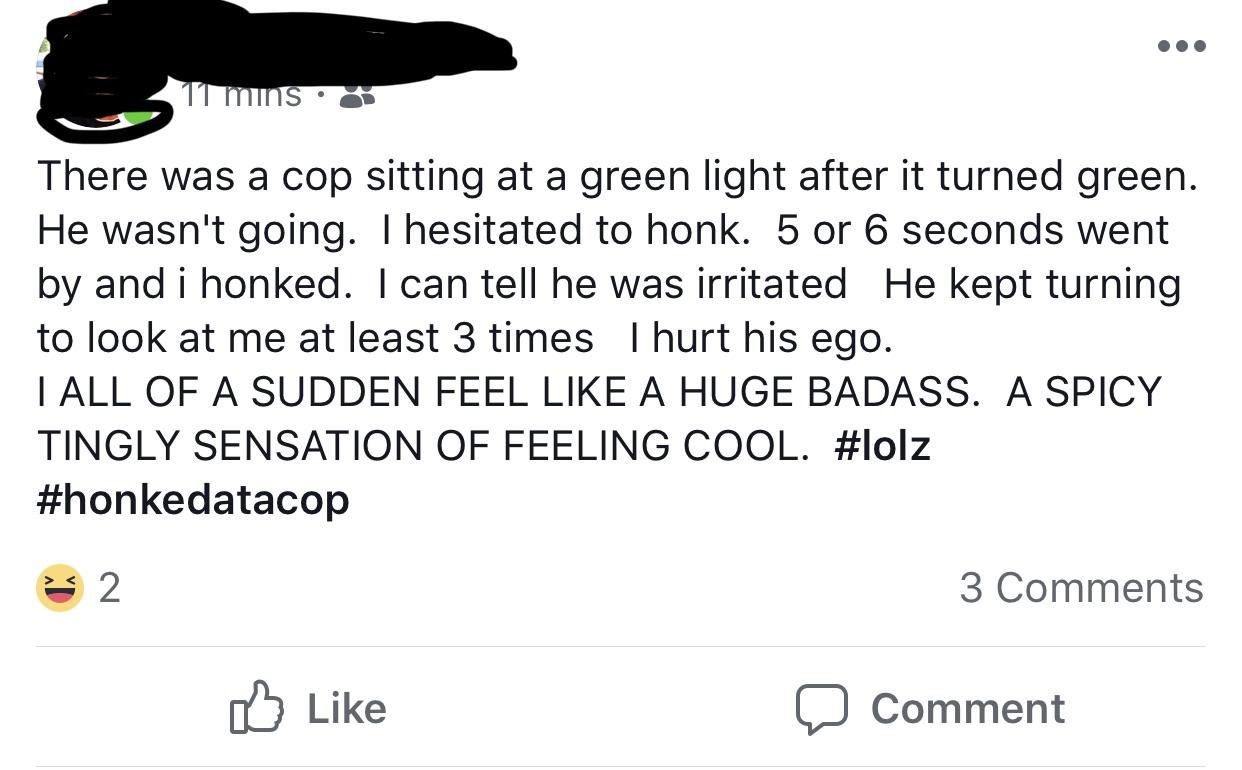 11 mins ·
There was a cop sitting at a green light after it turned green.
He wasn't going.  I hesitated to honk.  5 or 6 seconds went
by and i honked.  I can tell he was irritated   He kept turning
to look at me at least 3 times   I hurt his ego.
I ALL OF A SUDDEN FEEL LIKE A HUGE BADASS.  A SPICY
TINGLY SENSATION OF FEELING COOL.  #lolz
#honkedatacop
2 3 Comments
Like Comment